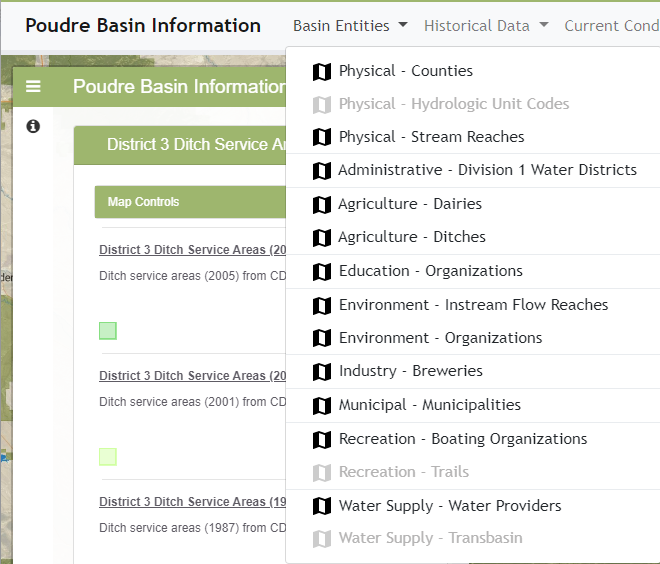 Poudre Basin Information
Basin Entities
Historical Data
Current Cond
Poudre Basin Information
District 3 Ditch Service Ar
Map Controls
District 3 Ditch Service Areas (20
Ditch service areas (2005) from CD
District 3 Ditch Service Areas (20
Ditch service areas (2001) from CD
District 3 Ditch Service Areas (19
Ditch service areas (1987) from CD
Physical - Counties
Physical - Hydrologic Unit Codes
Physical - Stream Reaches
Administrative - Division 1 Water Districts
Agriculture - Dairies
Agriculture - Ditches
Education - Organizations
Environment - Instream Flow Reaches
Environment - Organizations
Industry - Breweries
Municipal - Municipalities
Recreation - Boating Organizations
Recreation - Trails
Water Supply - Water Providers
Water Supply - Transbasin